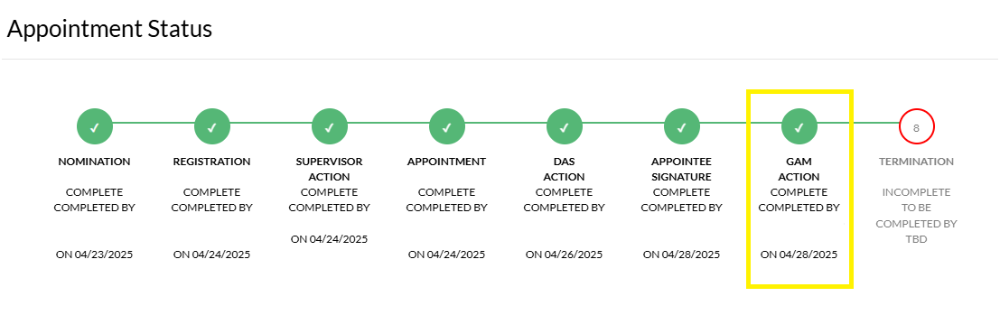 Appointment Status
8
NOMINATION
COMPLETE
COMPLETED BY
ON 04/23/2025
REGISTRATION
COMPLETE
COMPLETED BY
ON 04/24/2025
SUPERVISOR
ACTION
COMPLETE
COMPLETED BY
ON 04/24/2025
APPOINTMENT
COMPLETE
COMPLETED BY
ON 04/24/2025
DAS
ACTION
COMPLETE
COMPLETED BY
ON 04/26/2025
APPOINTEE
SIGNATURE
COMPLETE
COMPLETED BY
ON 04/28/2025
GAM
ACTION
COMPLETE
COMPLETED BY
ON 04/28/2025
TERMINATION
INCOMPLETE
TO BE
COMPLETED BY
TBD